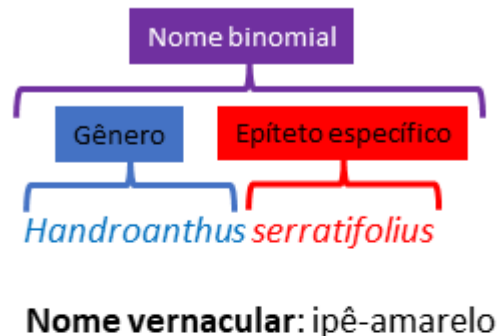 Nome binomial
Gênero
Epíteto específico
Handroanthus serratifolius
Nome vernacular: ipê-amarelo